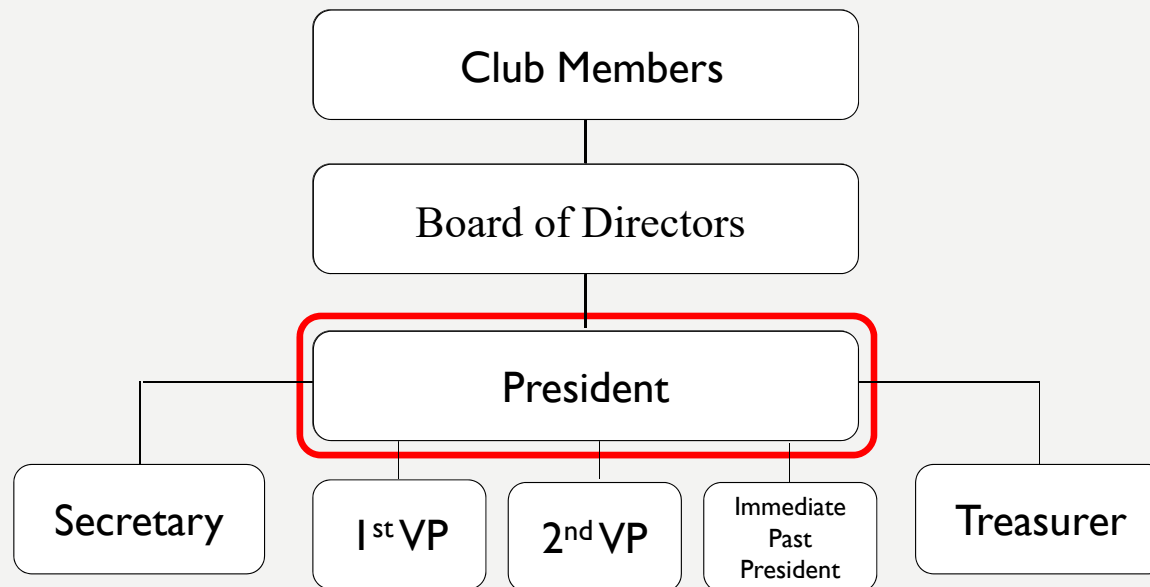 Club Members
Board of Directors
President
Secretary
1st VP
2nd VP
Immediate
Past
President
Treasurer